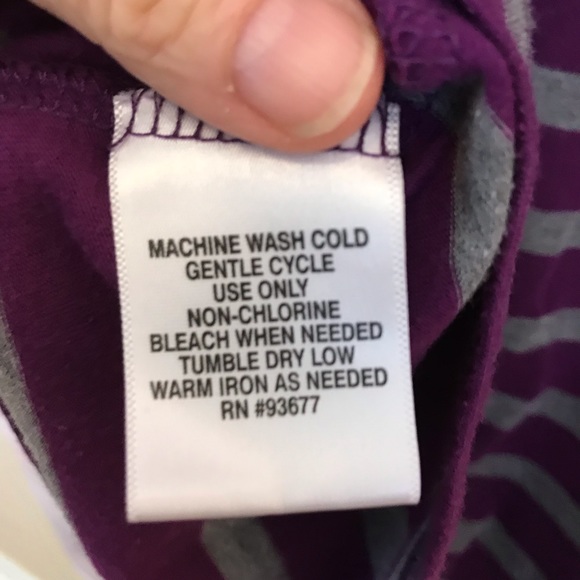 MACHINE WASH COLD
GENTLE CYCLE
USE ONLY
NON-CHLORINE
BLEACH WHEN NEEDED
TUMBLE DRY LOW
WARM IRON AS NEEDED
RN #93677